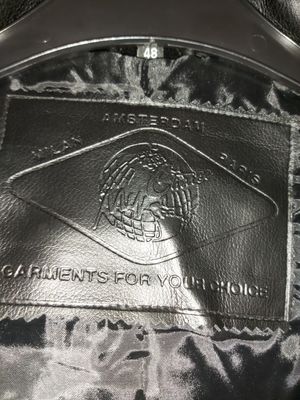 48
AMSTERDAM
MILAN
PARIS
GARMENTS FOR YOUR CHOICE